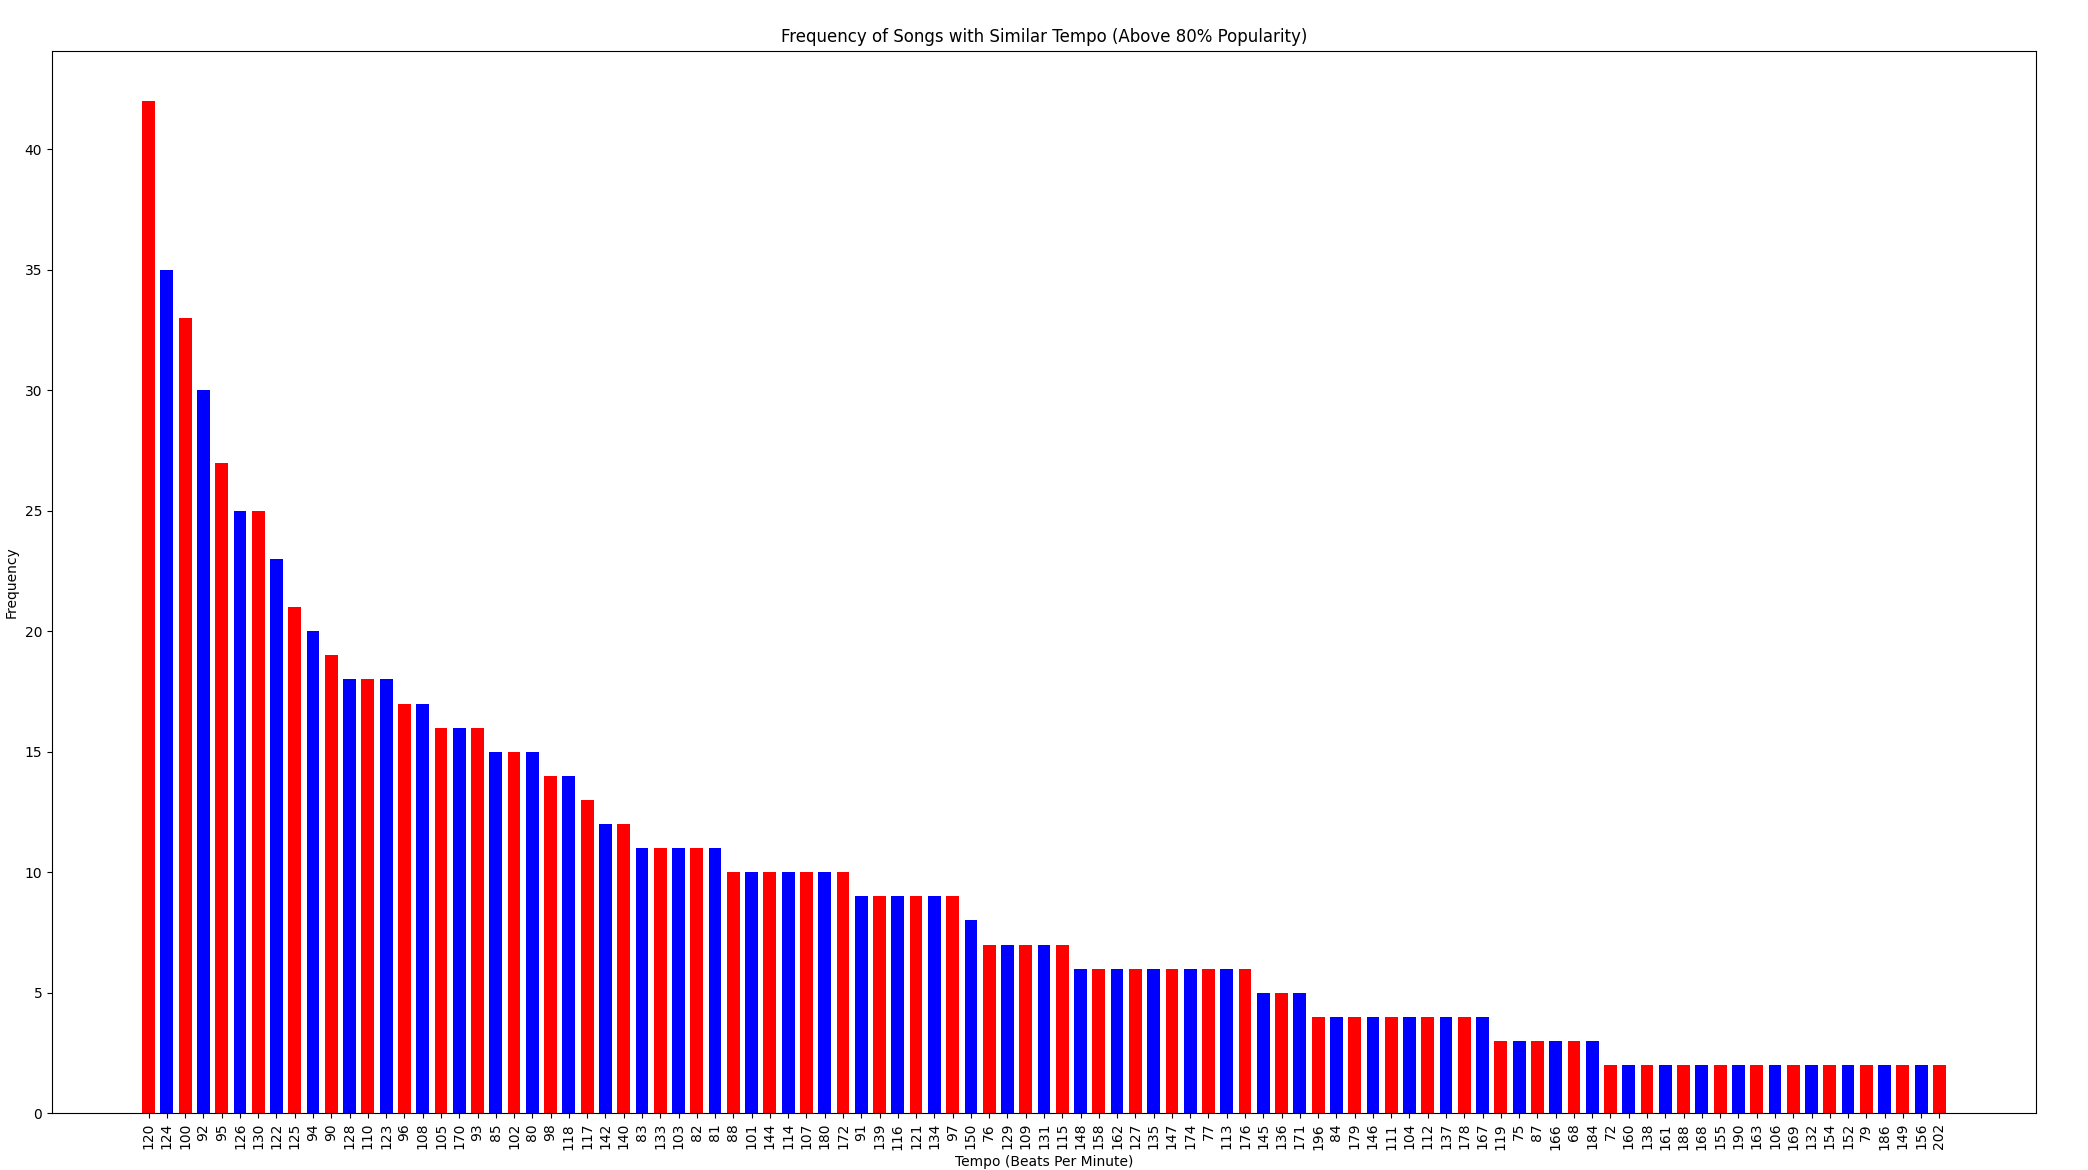 Frequency of Songs with Similar Tempo (Above 80% Popularity)
Frequency
40
35
30
25
20
15
10
5
0
120 124 100 92 95 126 130 122 125 94 90 128 110 123 96 108 105 170 93 85 102 80 98 118 117 142 140 83 133 103 82 81 88 101 144 114 107 180 172 91 139 116 121 134 97 150 76 129 109 131 115 148 158 162 127 135 147 174 77 113 176 145 136 171 196 84 179 146 111 104 112 137 178 167 119 75 87 166 68 184 72 160 138 161 188 168 155 190 163 106 169 132 154 152 79 186 149 156 202
Tempo (Beats Per Minute)